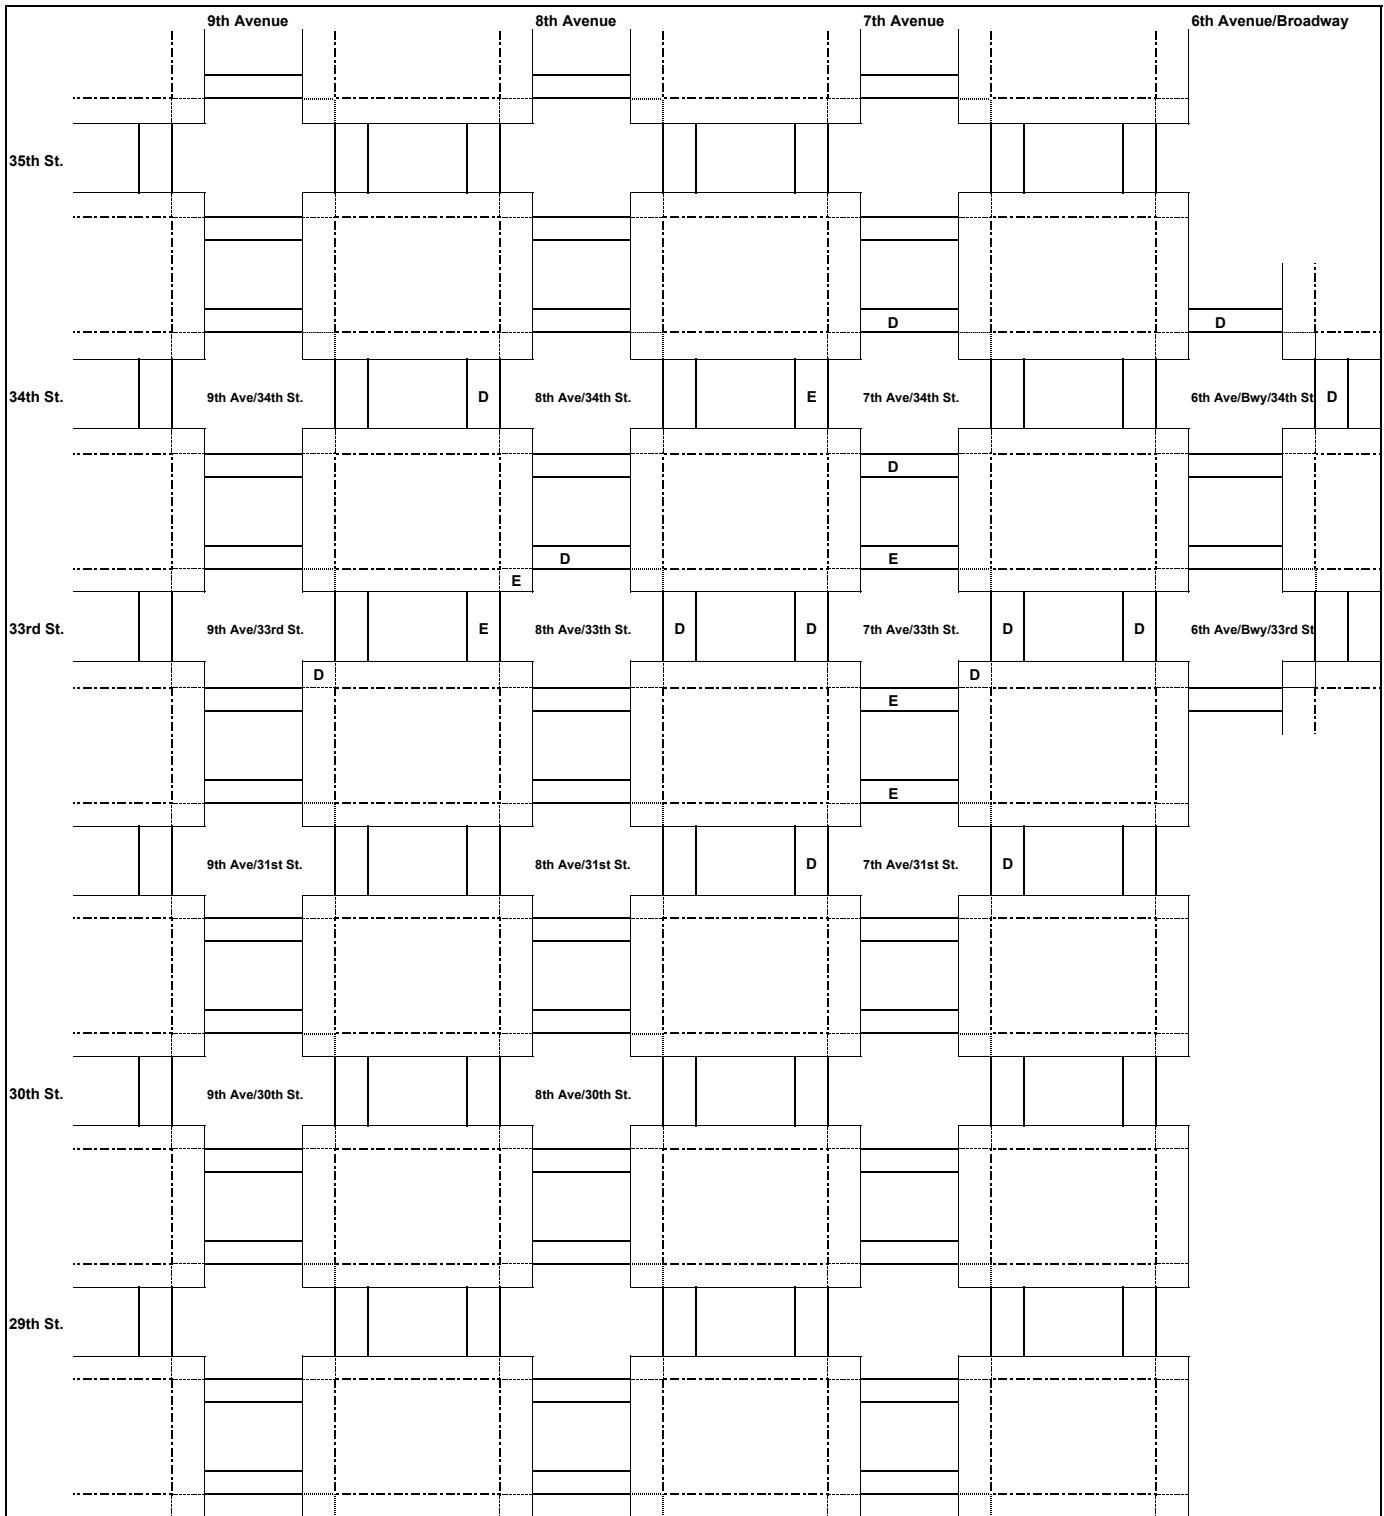 9th Avenue 8th Avenue 7th Avenue 6th Avenue/Broadway
35th St.
D D
34th St. 9th Ave/34th St. D 8th Ave/34th St. E 7th Ave/34th St. 6th Ave/Bwy/34th St. D
D
D E
E
33rd St. 9th Ave/33rd St. E 8th Ave/33th St. D D 7th Ave/33th St. D D 6th Ave/Bwy/33rd St
D D
E
E
9th Ave/31st St. 8th Ave/31st St. D 7th Ave/31st St. D
30th St. 9th Ave/30th St. 8th Ave/30th St.
29th St.